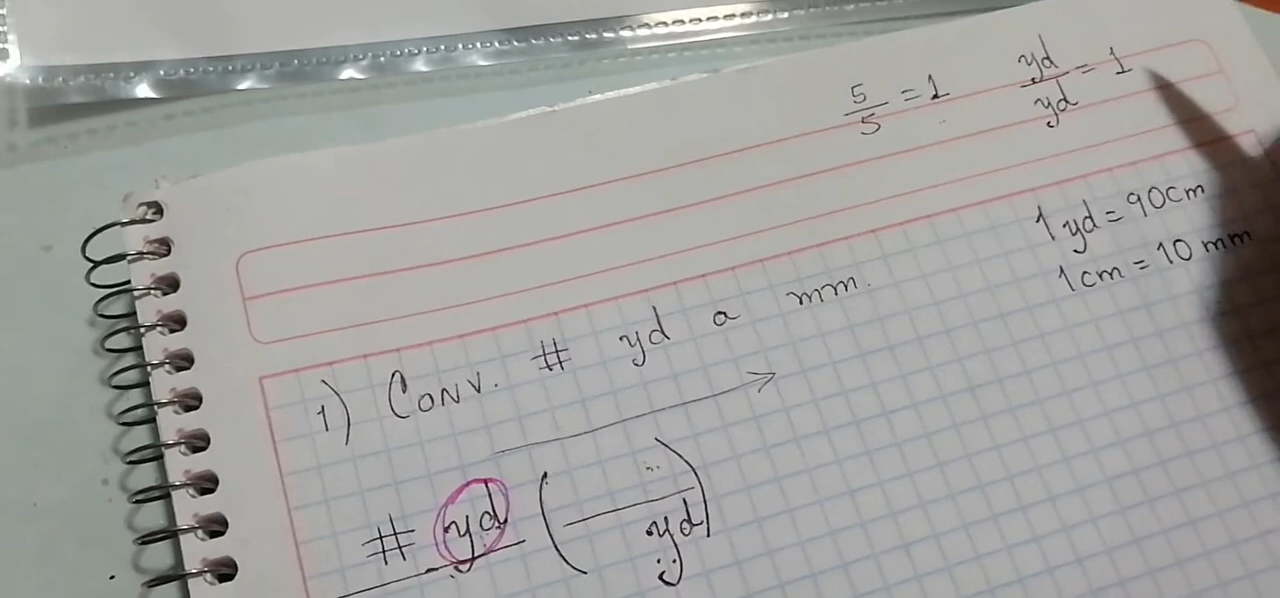 5/5 = 1 yd/yd = 1
1 yd = 90cm
1cm = 10 mm
1) Conv. # yd a mm.
# yd ( /yd)